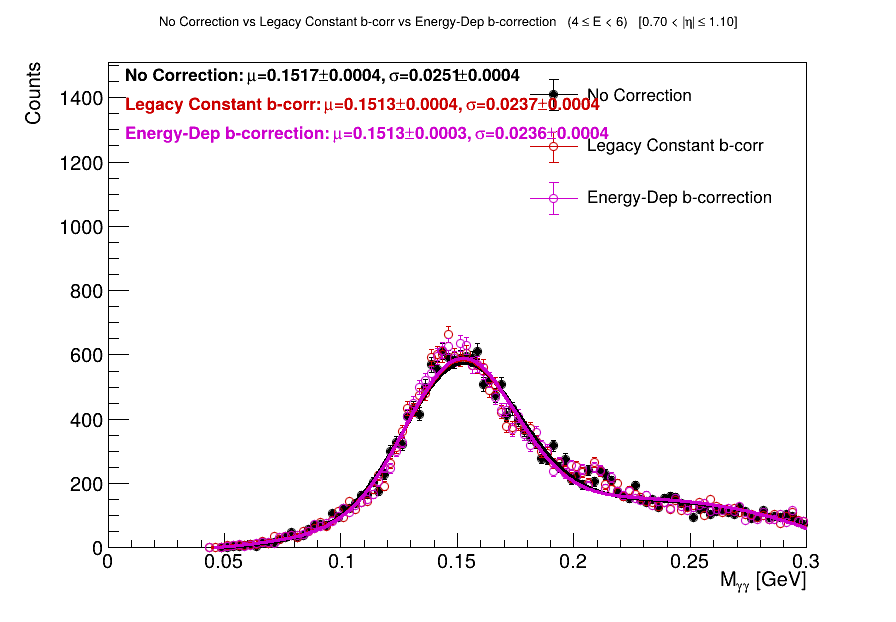 No Correction vs Legacy Constant b-corr vs Energy-Dep b-correction (4 ≤ E < 6) [0.70 < |η| ≤ 1.10]
Counts
No Correction: μ=0.1517±0.0004, σ=0.0251±0.0004
Legacy Constant b-corr: μ=0.1513±0.0004, σ=0.0237±0.0004
Energy-Dep b-correction: μ=0.1513±0.0003, σ=0.0236±0.0004
No Correction
Legacy Constant b-corr
Energy-Dep b-correction
1400
1200
1000
800
600
400
200
0
0 0.05 0.1 0.15 0.2 0.25 0.3
Mγγ [GeV]